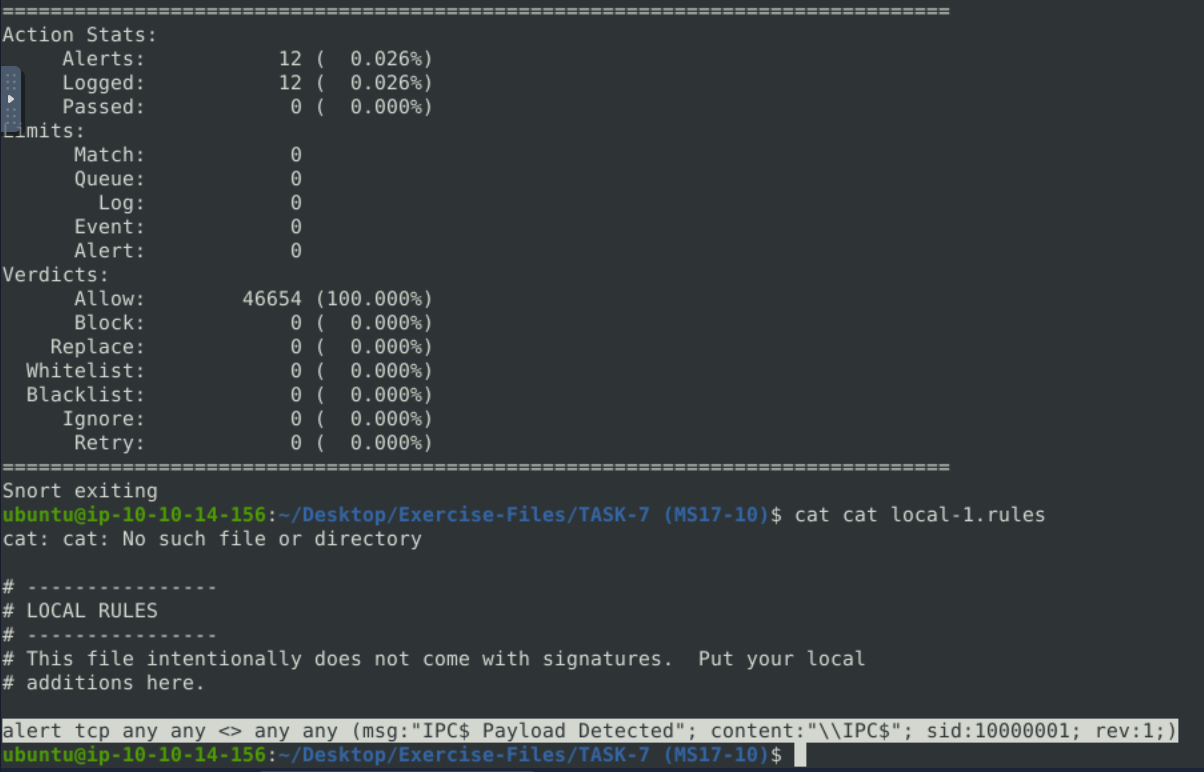 ==============================================================================
Action Stats:
     Alerts:           12 (  0.026%)
     Logged:           12 (  0.026%)
     Passed:            0 (  0.000%)
Limits:
      Match:            0
      Queue:            0
        Log:            0
      Event:            0
      Alert:            0
Verdicts:
      Allow:        46654 (100.000%)
      Block:            0 (  0.000%)
    Replace:            0 (  0.000%)
  Whitelist:            0 (  0.000%)
  Blacklist:            0 (  0.000%)
     Ignore:            0 (  0.000%)
      Retry:            0 (  0.000%)
==============================================================================
Snort exiting
ubuntu@ip-10-10-14-156:~/Desktop/Exercise-Files/TASK-7 (MS17-10)$ cat cat local-1.rules
cat: cat: No such file or directory
# ----------------
# LOCAL RULES
# ----------------
# This file intentionally does not come with signatures.  Put your local
# additions here.
alert tcp any any <> any any (msg:"IPC$ Payload Detected"; content:"\\IPC$"; sid:10000001; rev:1;)
ubuntu@ip-10-10-14-156:~/Desktop/Exercise-Files/TASK-7 (MS17-10)$